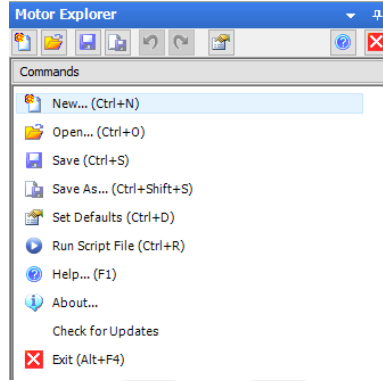 Motor Explorer
Commands
New... (Ctrl+N)
Open... (Ctrl+O)
Save (Ctrl+S)
Save As... (Ctrl+Shift+S)
Set Defaults (Ctrl+D)
Run Script File (Ctrl+R)
Help... (F1)
About...
Check for Updates
Exit (Alt+F4)